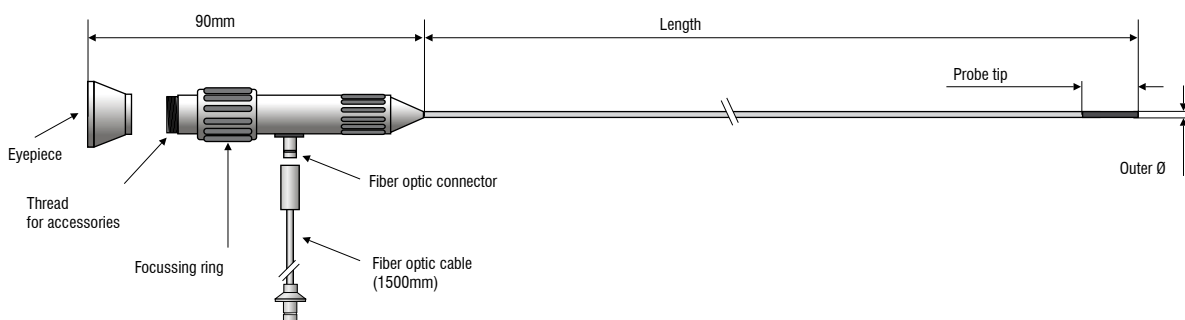 90mm
Length
Probe tip
Eyepiece
Fiber optic connector
Outer Ø
Thread
for accessories
Focussing ring
Fiber optic cable
(1500mm)